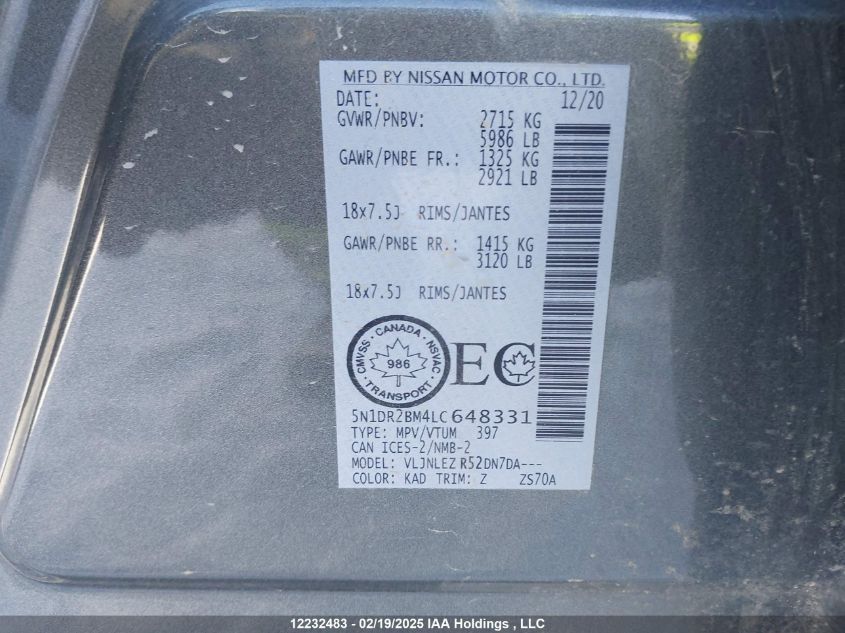 MFD BY NISSAN MOTOR CO., LTD.
DATE: 12/20
GVWR/PNBV: 2715 KG
5986 LB
GAWR/PNBE FR.: 1325 KG
2921 LB
18x7.5J RIMS/JANTES
GAWR/PNBE RR.: 1415 KG
3120 LB
18x7.5J RIMS/JANTES
CMVSS · CANADA · NSVAC
986
TRANSPORT
EC
5N1DR2BM4LC648331
TYPE: MPV/VTUM 397
CAN ICES-2/NMB-2
MODEL: VLJNLEZ R52DN7DA---
COLOR: KAD TRIM: Z ZS70A
12232483 - 02/19/2025 IAA Holdings , LLC